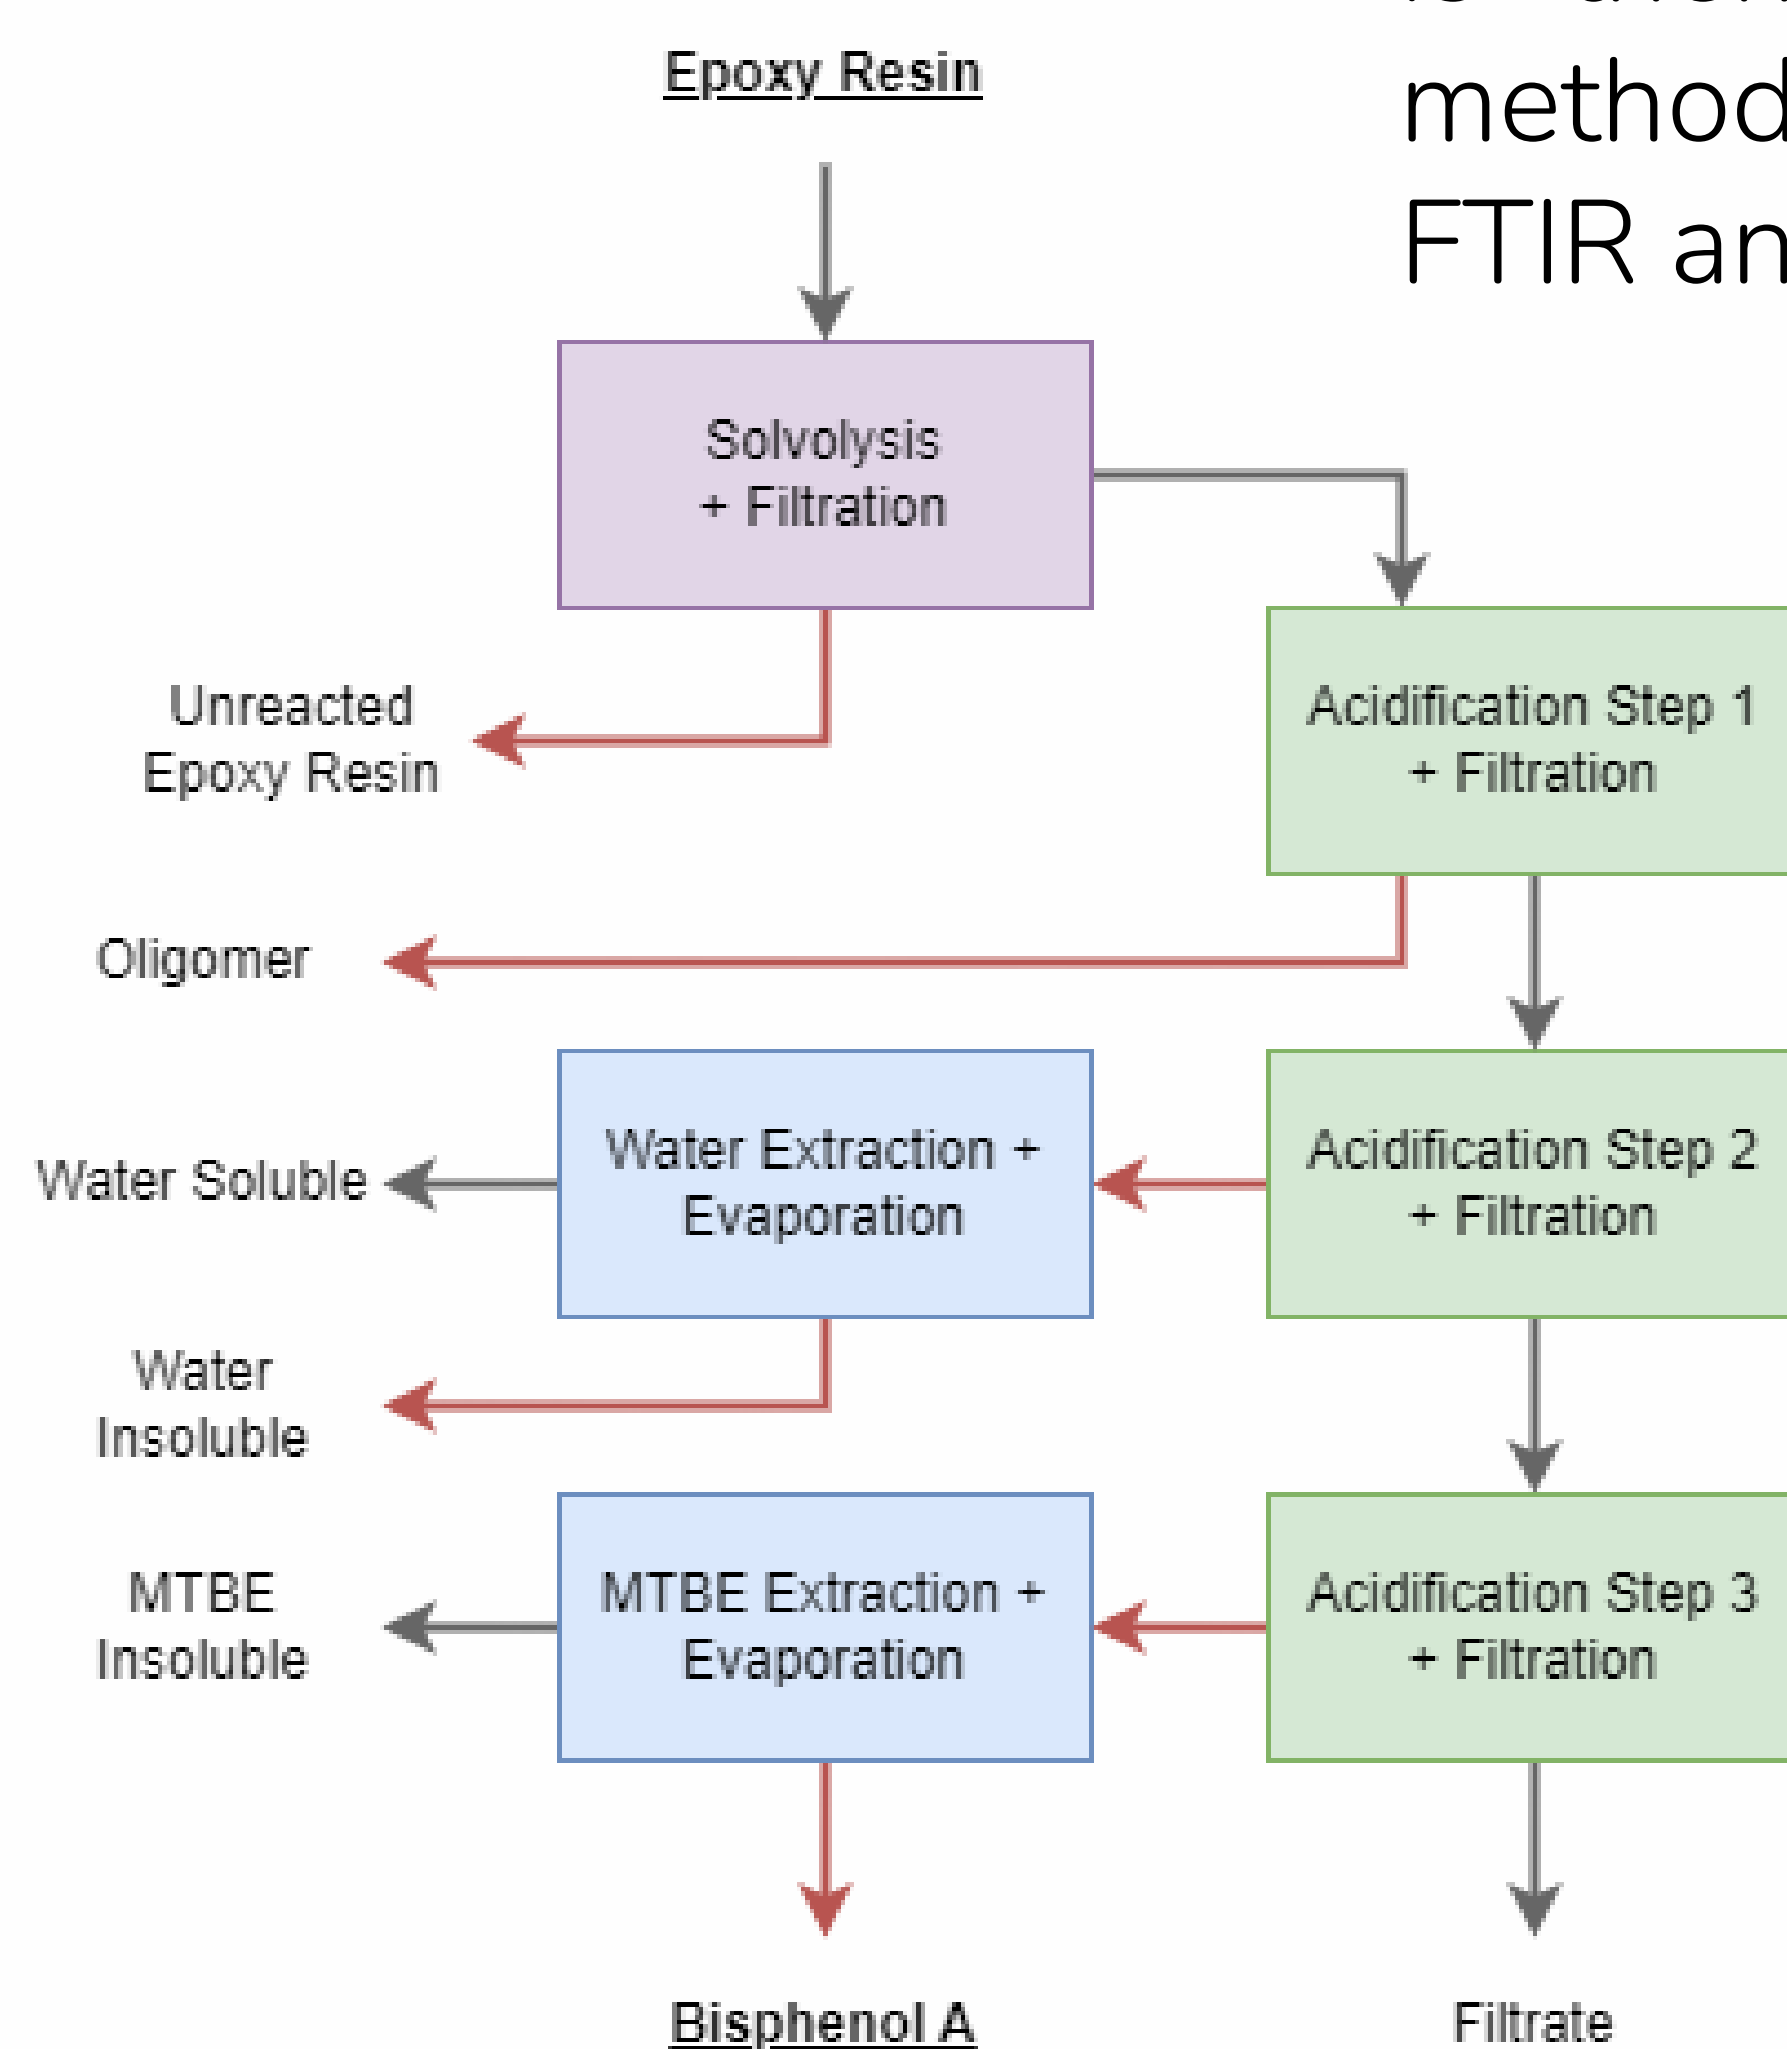 method
FTIR an
Epoxy Resin
Solvolysis
+ Filtration
Unreacted
Epoxy Resin
Acidification Step 1
+ Filtration
Oligomer
Water Soluble
Water Extraction +
Evaporation
Acidification Step 2
+ Filtration
Water
Insoluble
MTBE
Insoluble
MTBE Extraction +
Evaporation
Acidification Step 3
+ Filtration
Bisphenol A
Filtrate